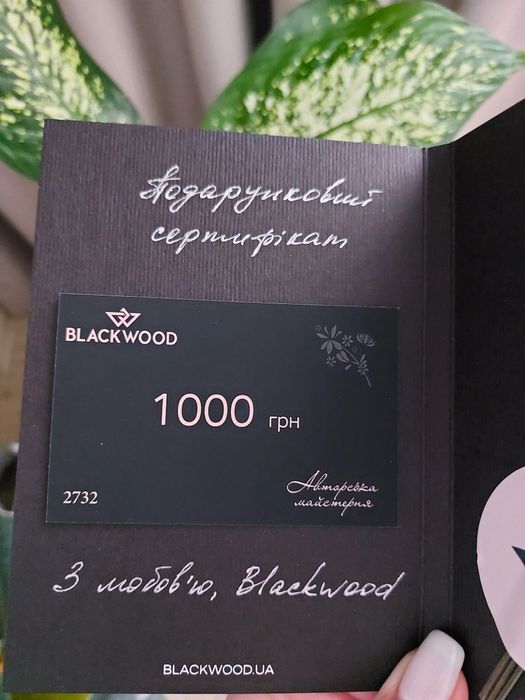 Подарунковий
сертифікат
BLACKWOOD
1000 грн
2732
Авторська
майстерня
З любов'ю, Blackwood
BLACKWOOD.UA